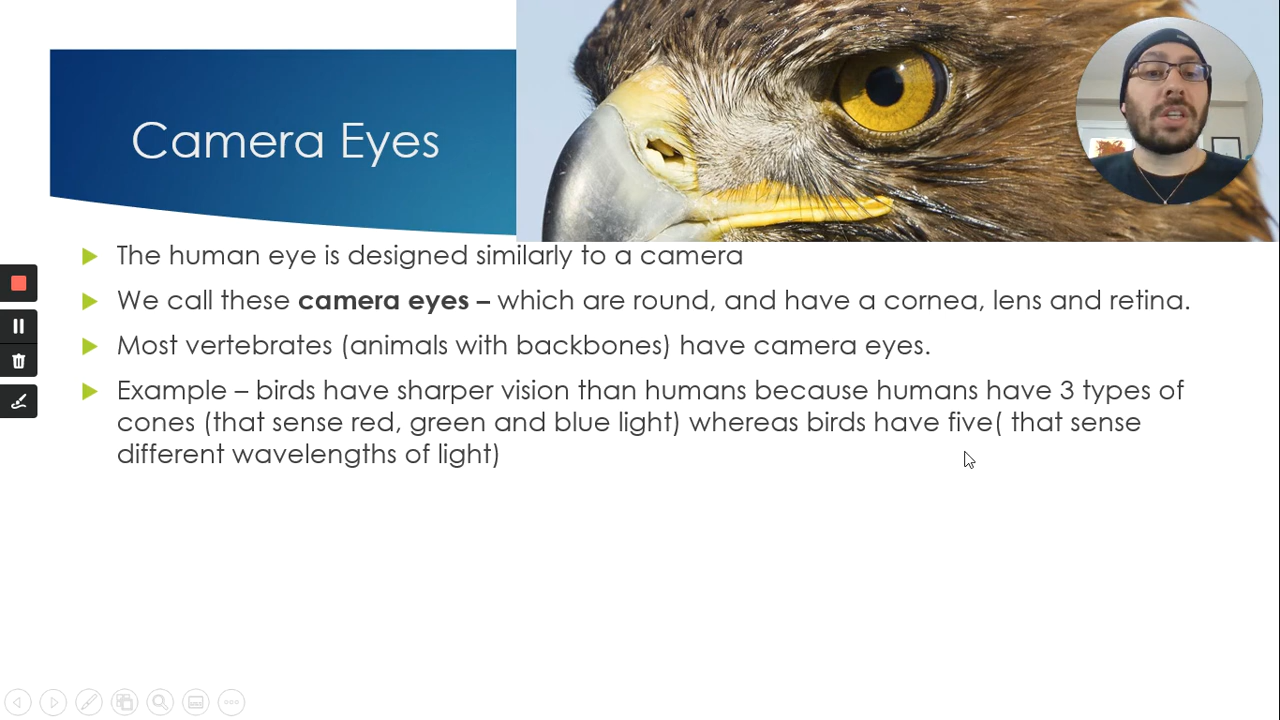 Camera Eyes
The human eye is designed similarly to a camera
We call these camera eyes – which are round, and have a cornea, lens and retina.
Most vertebrates (animals with backbones) have camera eyes.
Example – birds have sharper vision than humans because humans have 3 types of
cones (that sense red, green and blue light) whereas birds have five( that sense
different wavelengths of light)